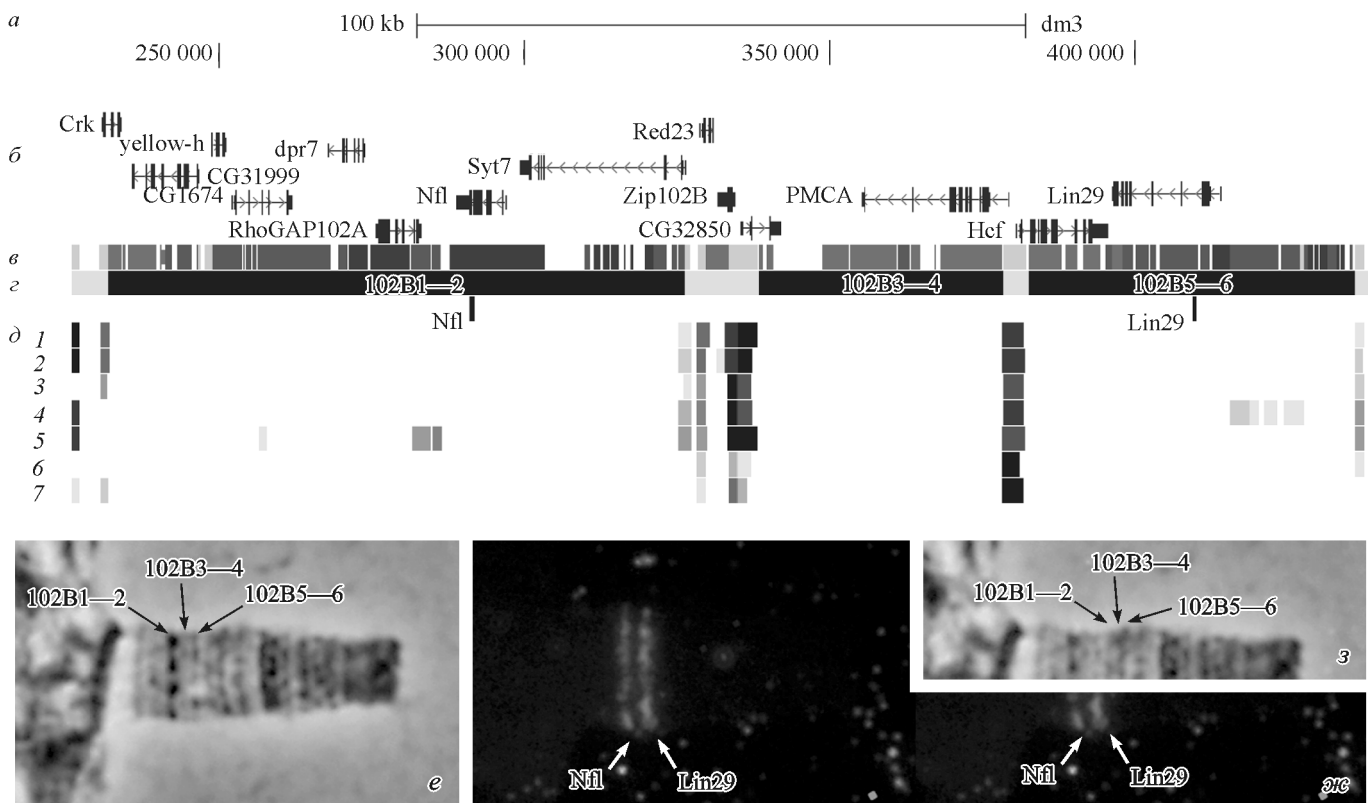 а
100 kb
dm3
250 000
300 000
350 000
400 000
б
Crk
yellow-h
dpr7
Red23
CG31999
CG1674
Syt7
Nfl
Zip102B
PMCA
Lin29
RhoGAP102A
CG32850
Hcf
в
г
102B1—2
102B3—4
102B5—6
Nfl
Lin29
д
1
2
3
4
5
6
7
102B3—4
102B1—2
102B5—6
е
Nfl
Lin29
102B3—4
102B1—2
102B5—6
з
Nfl
Lin29
ж